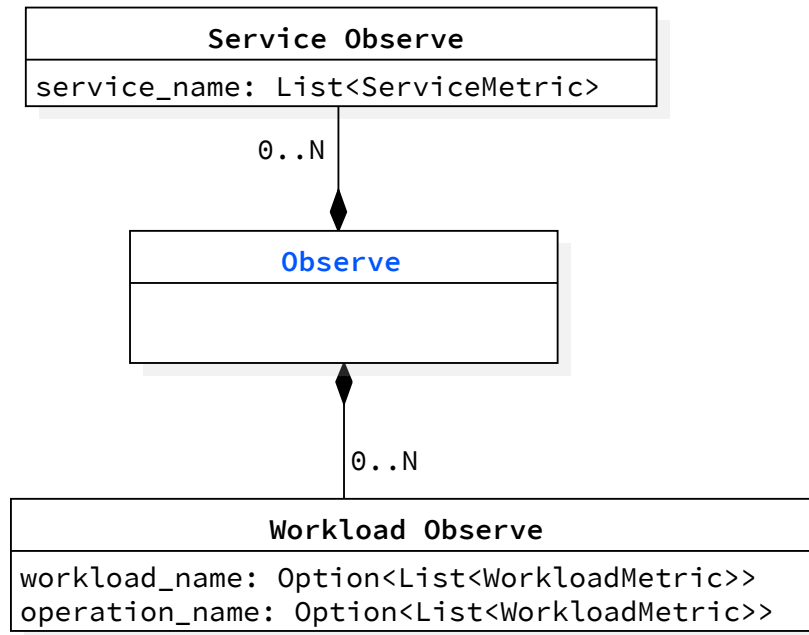 Service Observe
service_name: List<ServiceMetric>
0..N
Observe
0..N
Workload Observe
workload_name: Option<List<WorkloadMetric>>
operation_name: Option<List<WorkloadMetric>>